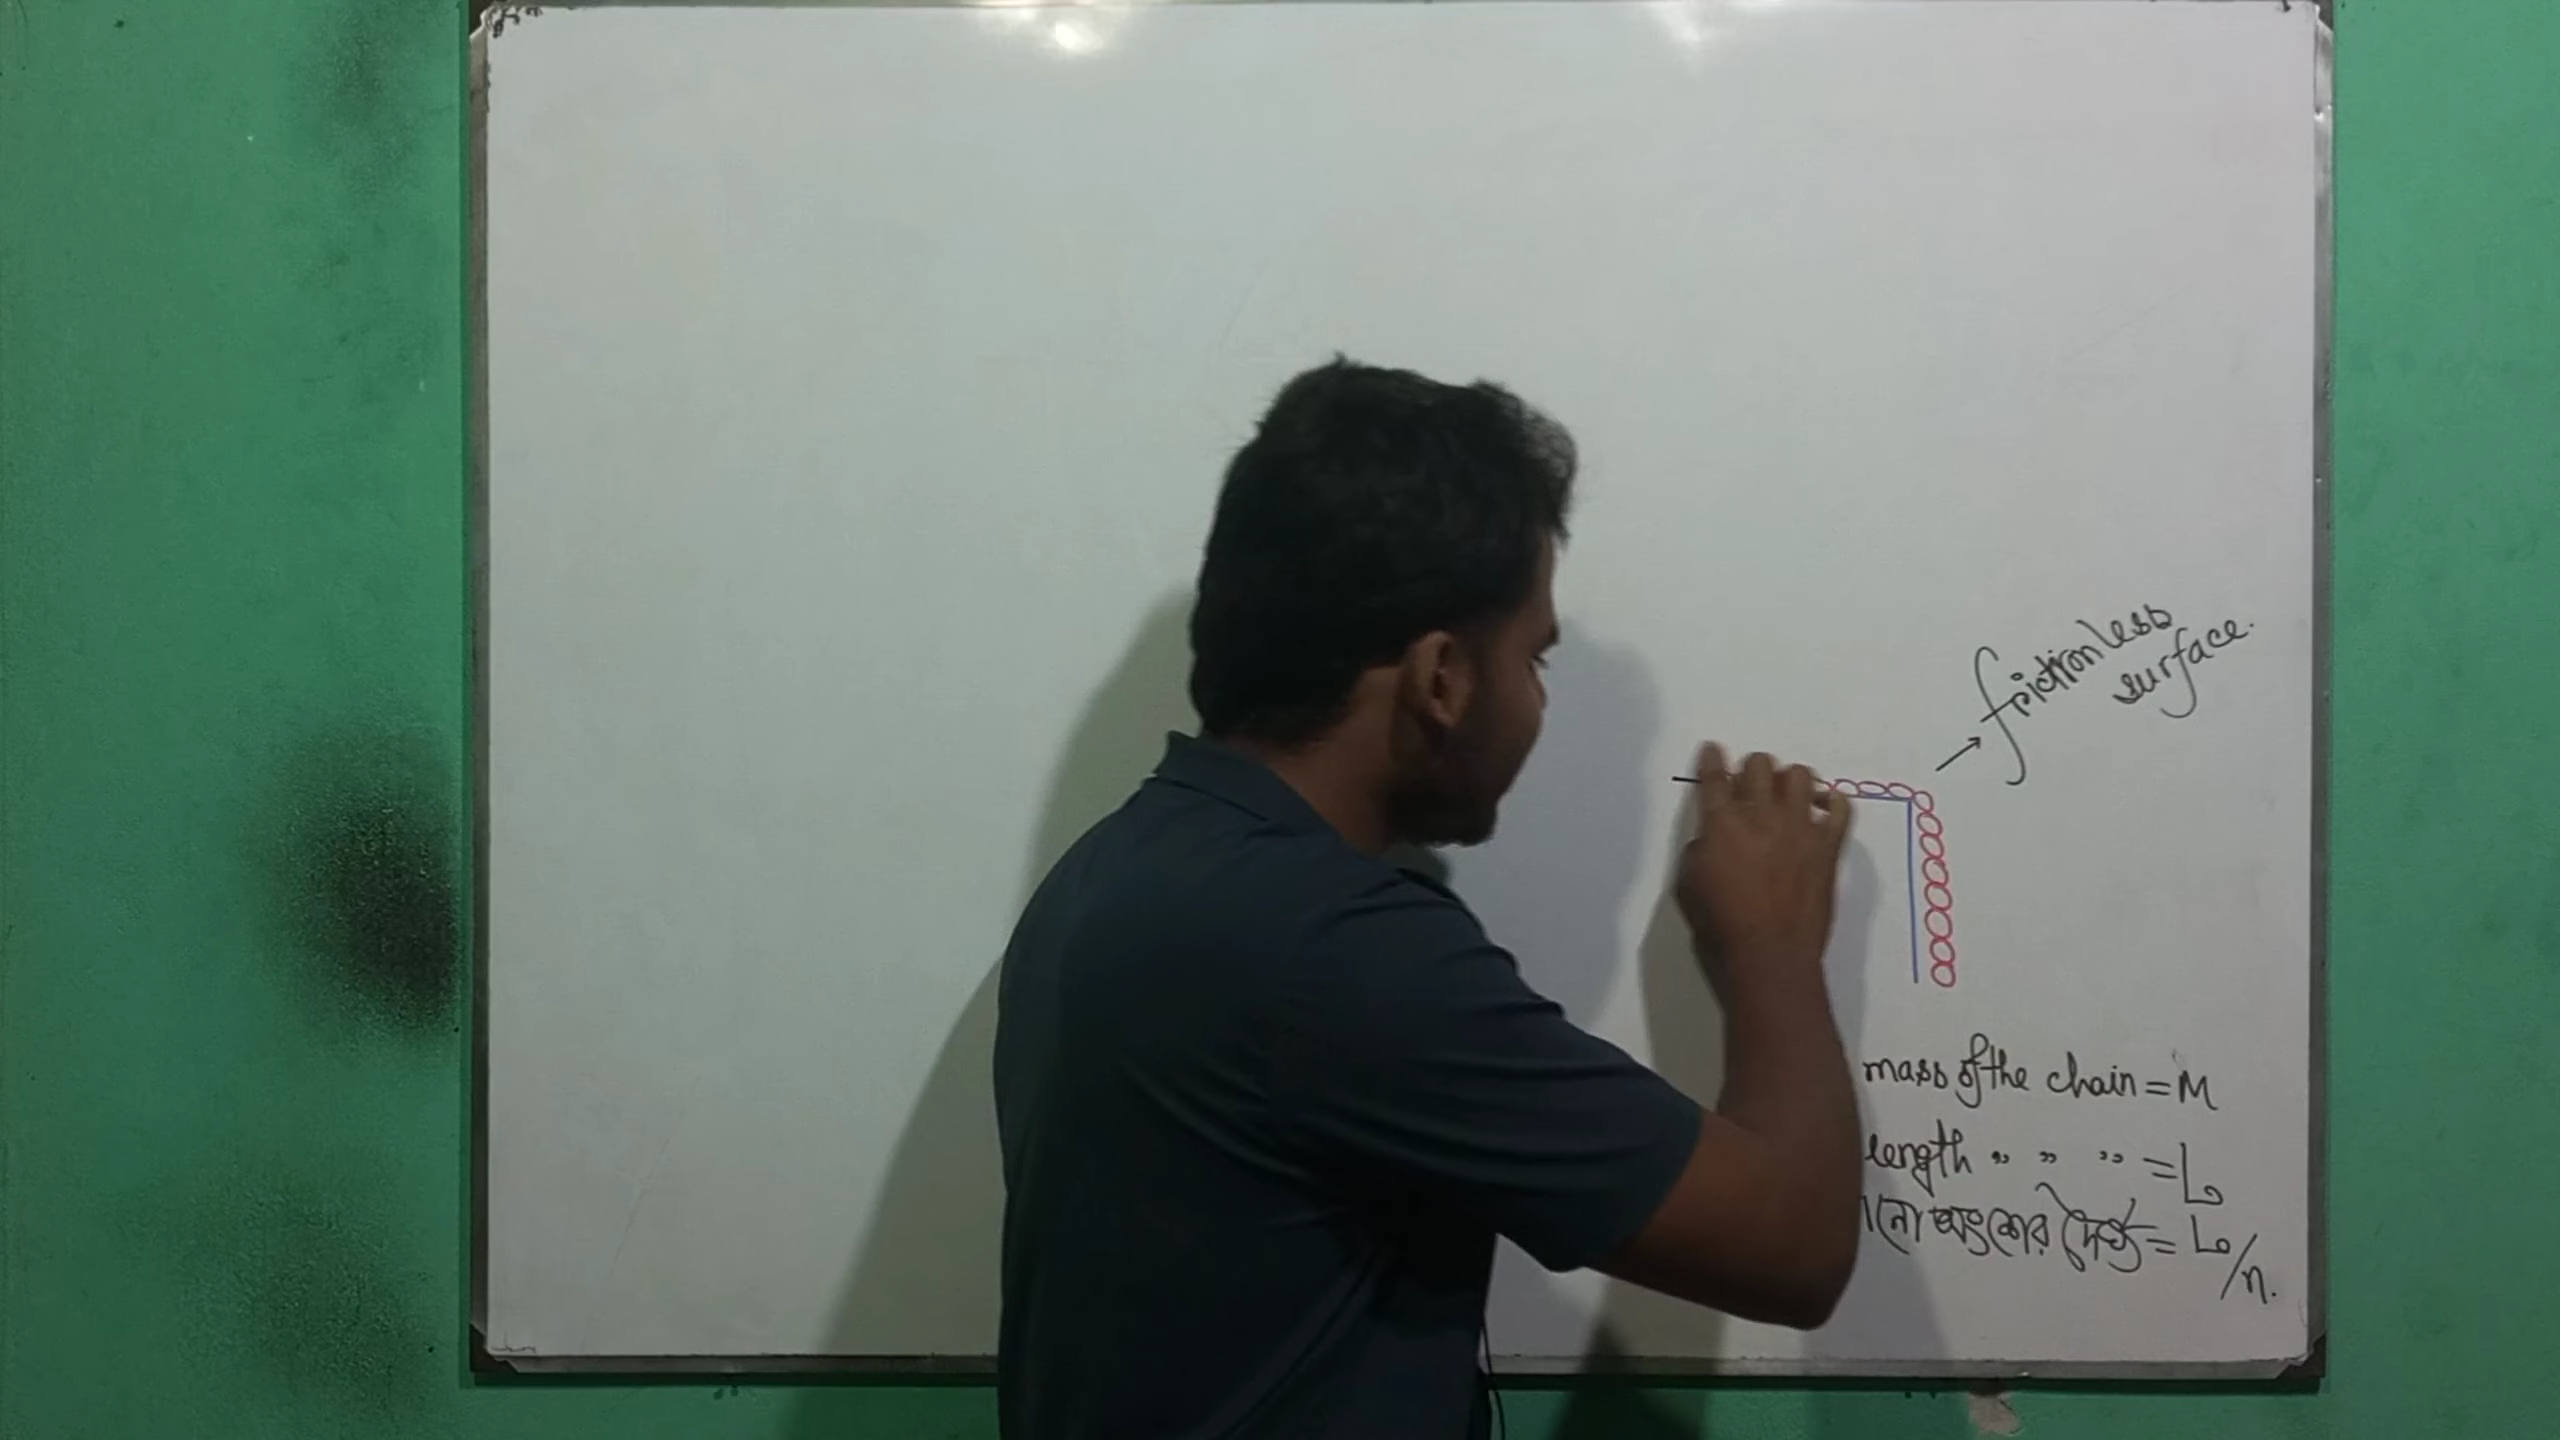 frictionless
surface.
mass of the chain = M
length " " " = L
অংশের দৈর্ঘ্য = L/n.